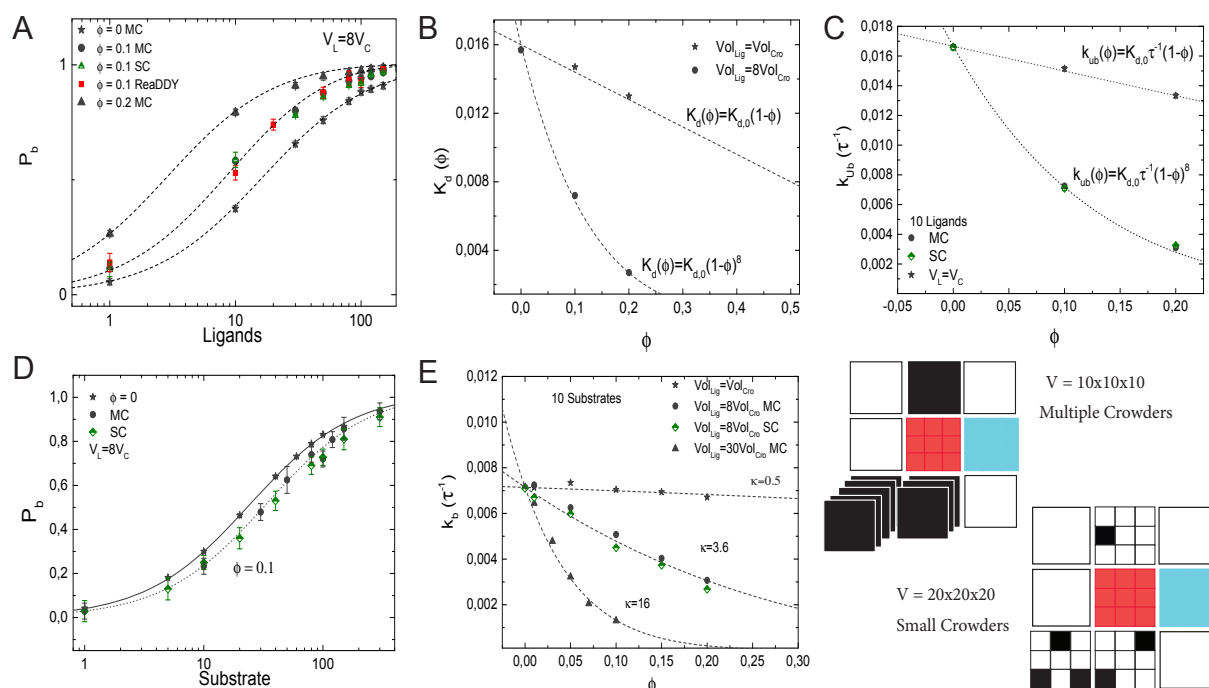 A
ϕ = 0 MC
ϕ = 0.1 MC
ϕ = 0.1 SC
ϕ = 0.1 ReaDDY
ϕ = 0.2 MC
V_L=8V_C
P_b
1
0
1
10
100
Ligands
B
Vol_Lig=Vol_Cro
Vol_Lig=8Vol_Cro
K_d(ϕ)=K_d,0(1-ϕ)
K_d(ϕ)=K_d,0(1-ϕ)^8
K_d (ϕ)
0,016
0,012
0,008
0,004
0,0 0,1 0,2 0,3 0,4 0,5
ϕ
C
k_ub(ϕ)=K_d,0τ^-1(1-ϕ)
k_ub(ϕ)=K_d,0τ^-1(1-ϕ)^8
10 Ligands
MC
SC
V_L=V_C
k_Ub (τ^-1)
0,018
0,016
0,014
0,012
0,010
0,008
0,006
0,004
0,002
-0,05 0,00 0,05 0,10 0,15 0,20
ϕ
D
ϕ = 0
MC
SC
V_L=8V_C
ϕ = 0.1
P_b
1,0
0,8
0,6
0,4
0,2
0,0
1 10 100
Substrate
E
10 Substrates
Vol_Lig=Vol_Cro
Vol_Lig=8Vol_Cro MC
Vol_Lig=8Vol_Cro SC
Vol_Lig=30Vol_Cro MC
κ=0.5
κ=3.6
κ=16
k_b (τ^-1)
0,012
0,010
0,008
0,006
0,004
0,002
0,00 0,05 0,10 0,15 0,20 0,25 0,30
ϕ
V = 10x10x10
Multiple Crowders
V = 20x20x20
Small Crowders